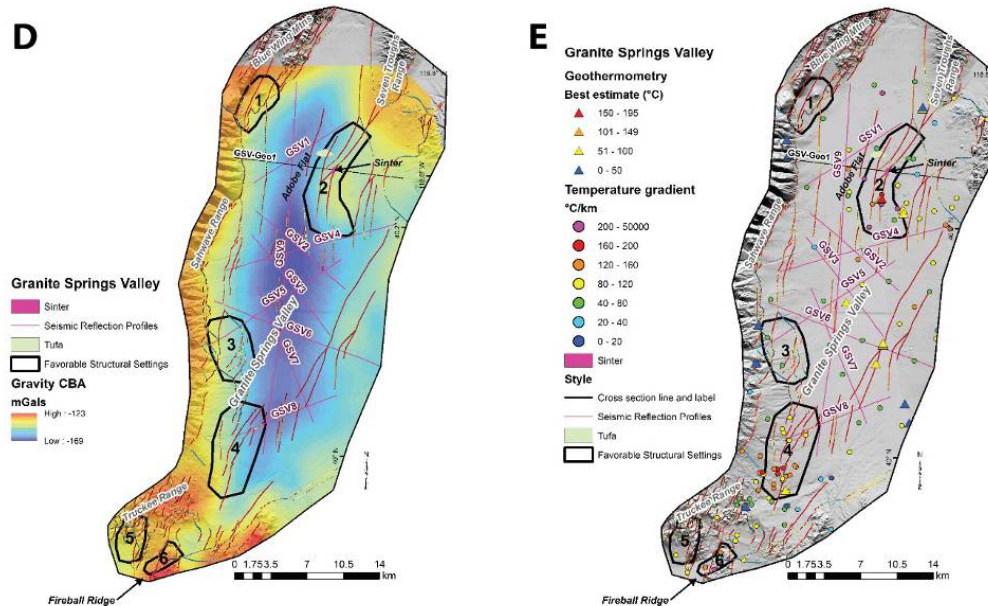 D
Blue Wing Mtns
Seven Troughs Range
1
GSV-Geo1
GSV1
Adobe Flat
Sinter
2
Sahwave Range
GSV4
GSV2
GSV9
GSV3
GSV5
GSV6
Granite Springs Valley
GSV7
3
GSV8
4
Truckee Range
5
6
Fireball Ridge
Granite Springs Valley
Sinter
Seismic Reflection Profiles
Tufa
Favorable Structural Settings
Gravity CBA
mGals
High : -123
Low : -169
0 1.753.5 7 10.5 14
km
E
Granite Springs Valley
Geothermometry
Best estimate (°C)
150 - 195
101 - 149
51 - 100
0 - 50
Temperature gradient
°C/km
200 - 50000
160 - 200
120 - 160
80 - 120
40 - 80
20 - 40
0 - 20
Sinter
Style
Cross section line and label
Seismic Reflection Profiles
Tufa
Favorable Structural Settings
Blue Wing Mtns
Seven Troughs Range
1
GSV-Geo1
GSV1
GSV9
Adobe Flat
Sinter
2
Sahwave Range
GSV4
GSV3
GSV2
GSV5
GSV6
Granite Springs Valley
GSV7
3
GSV8
4
Truckee Range
5
6
Fireball Ridge
0 1.753.5 7 10.5 14
km